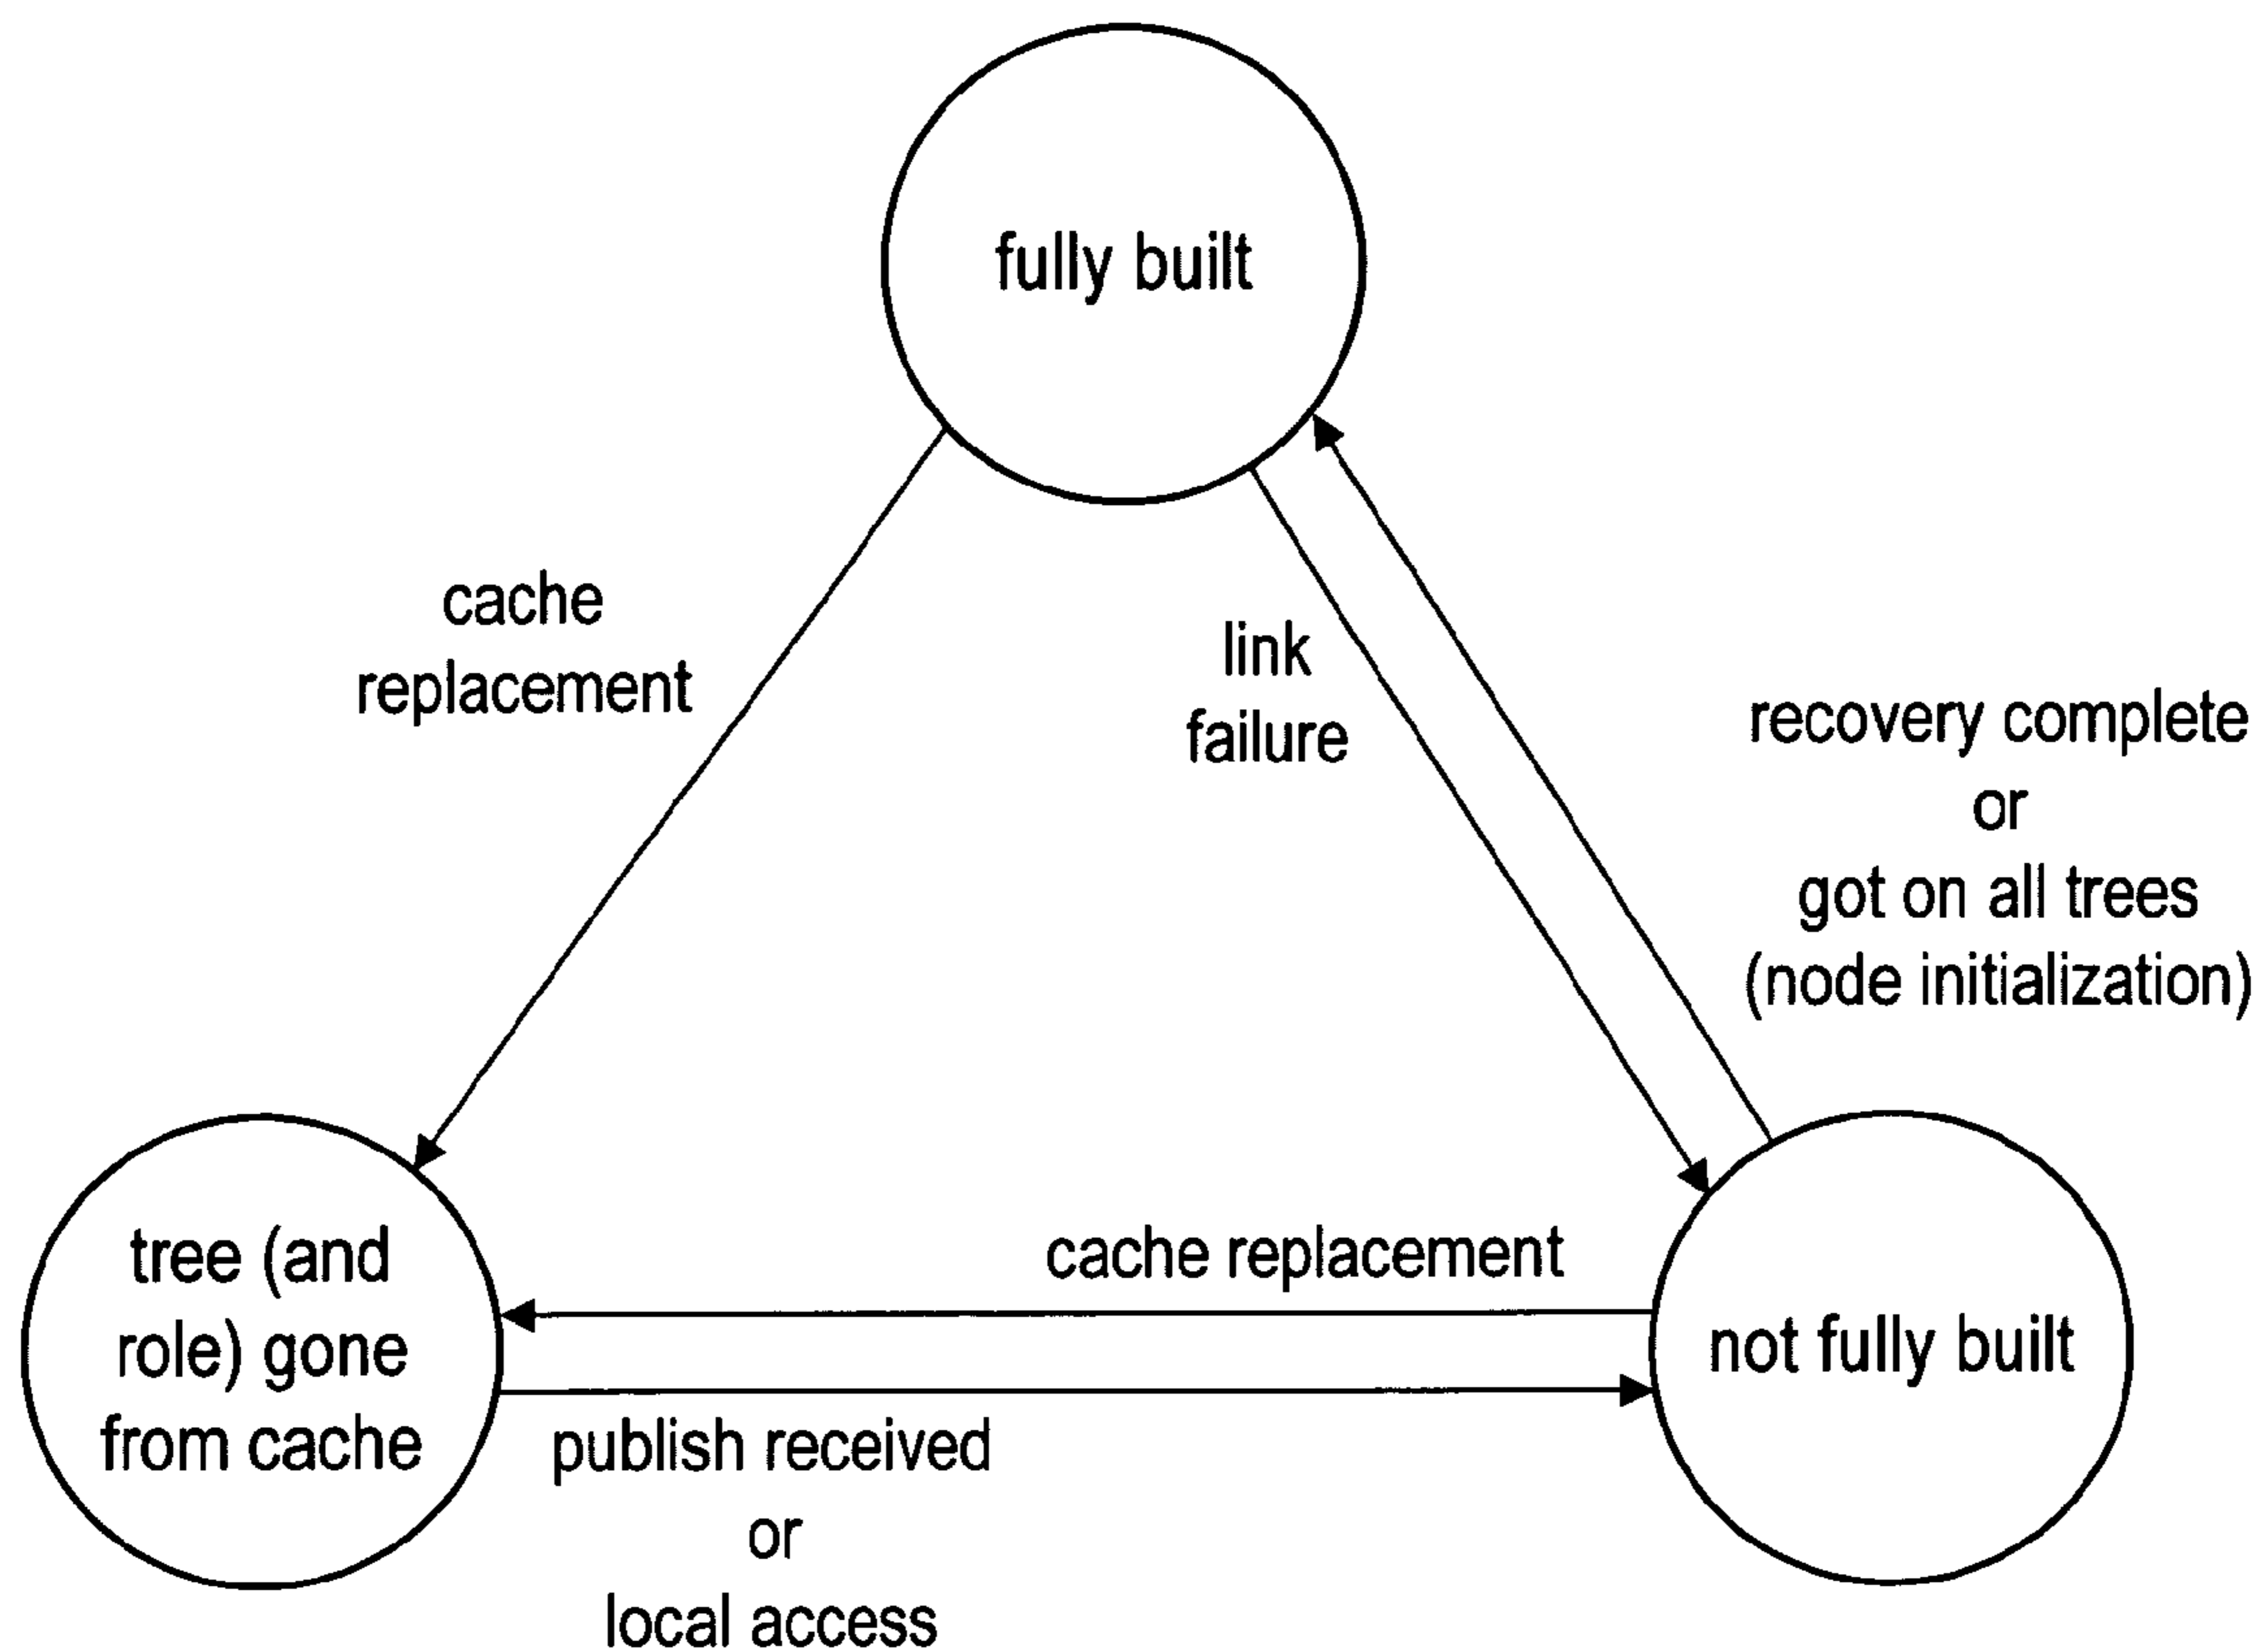 fully built
cache
replacement
link
failure
recovery complete
or
got on all trees
(node initialization)
tree (and
role) gone
from cache
cache replacement
not fully built
publish received
or
local access